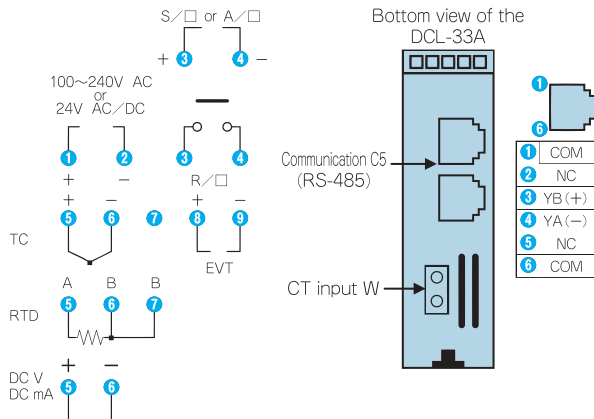 S/□ or A/□
+ 3 4 −
100~240V AC
or
24V AC/DC
1 2
+ −
3 4
R/□
+ −
5 6 7
TC
+ −
8 9
EVT
A B B
RTD
5 6 7
+ −
DC V
DC mA
5 6
Bottom view of the
DCL-33A
Communication C5
(RS-485)
CT input W
1
6
1 COM
2 NC
3 YB(+)
4 YA(−)
5 NC
6 COM